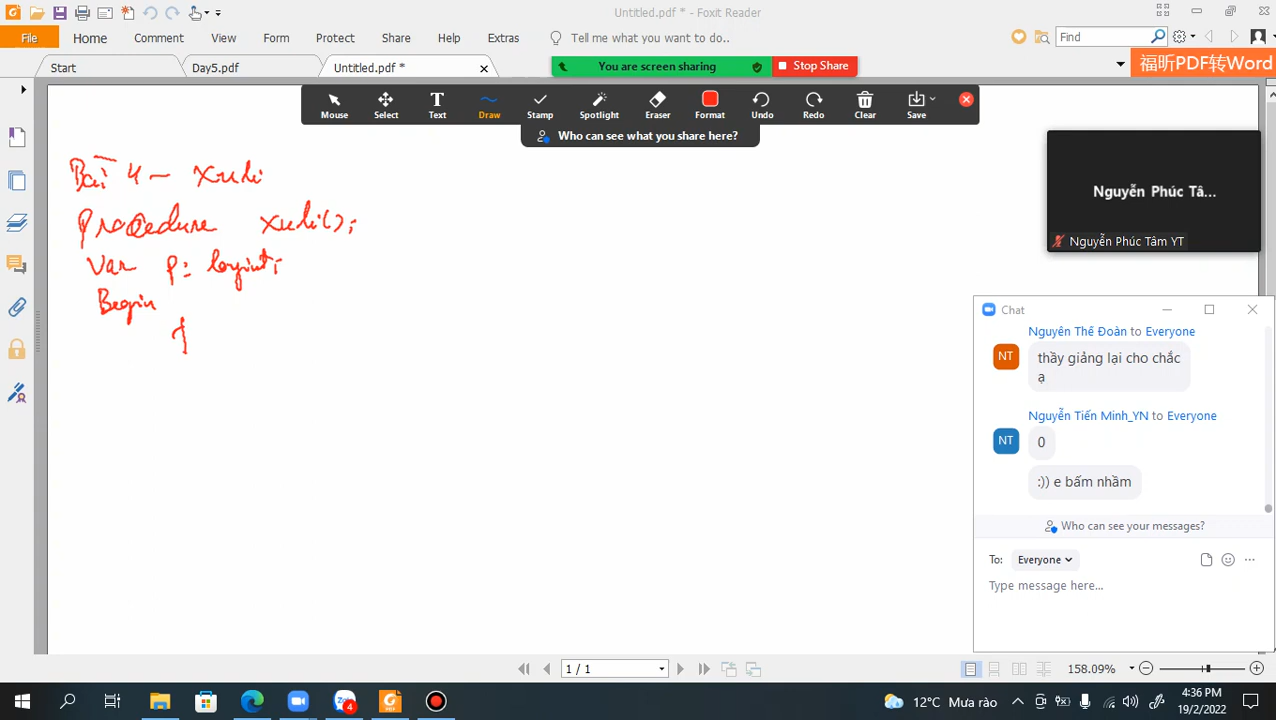 Untitled.pdf * - Foxit Reader
File Home Comment View Form Protect Share Help Extras Tell me what you want to do.. Find
Start Day5.pdf Untitled.pdf * You are screen sharing Stop Share 福昕PDF转Word
Mouse Select Text Draw Stamp Spotlight Eraser Format Undo Redo Clear Save
Who can see what you share here?
Bài 4 - Xuli
Procedure Xuli();
Var p: longint;
Begin
Nguyễn Phúc Tâ...
Nguyễn Phúc Tâm YT
Chat
Nguyên Thế Đoàn to Everyone
NT thầy giảng lại cho chắc
ạ
Nguyễn Tiến Minh_YN to Everyone
NT 0
:)) e bấm nhầm
Who can see your messages?
To: Everyone
Type message here...
1 / 1 158.09%
Zalo 4 12°C Mưa rào 4:36 PM
19/2/2022